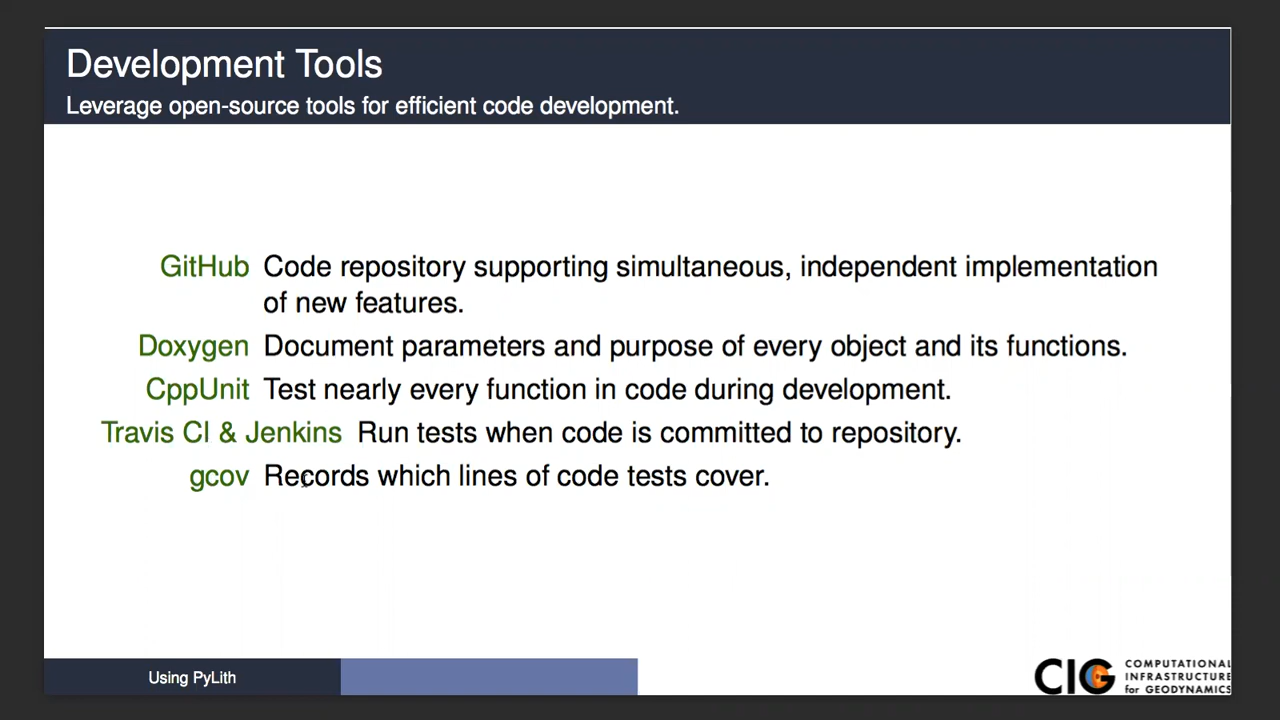 Development Tools
Leverage open-source tools for efficient code development.
GitHub Code repository supporting simultaneous, independent implementation
of new features.
Doxygen Document parameters and purpose of every object and its functions.
CppUnit Test nearly every function in code during development.
Travis CI & Jenkins Run tests when code is committed to repository.
gcov Records which lines of code tests cover.
Using PyLith
CIG COMPUTATIONAL
INFRASTRUCTURE
for GEODYNAMICS